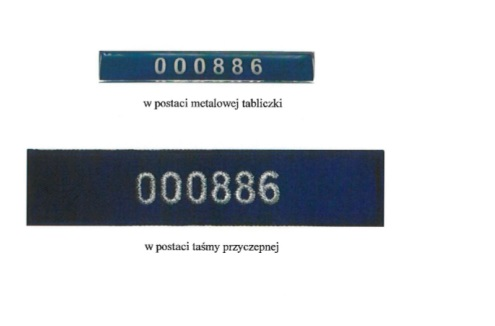 000886
w postaci metalowej tabliczki
000886
w postaci taśmy przyczepnej